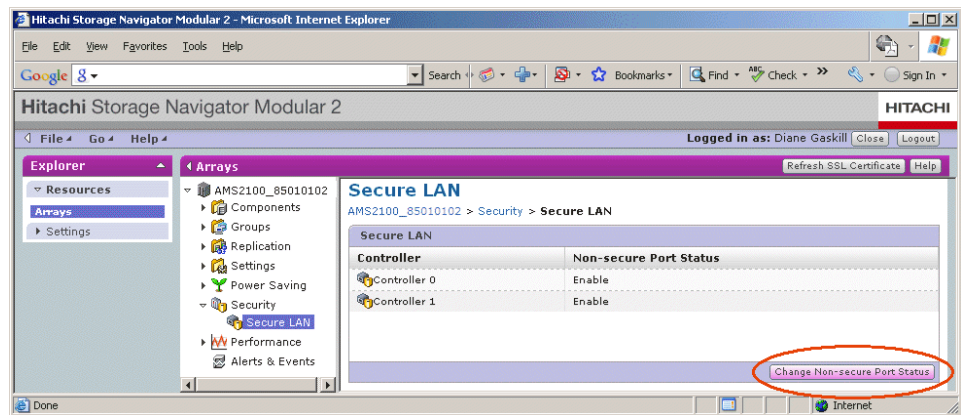 Hitachi Storage Navigator Modular 2 - Microsoft Internet Explorer
File Edit View Favorites Tools Help
Google Search Bookmarks Find Check Sign In
Hitachi Storage Navigator Modular 2 HITACHI
File Go Help Logged in as: Diane Gaskill Close Logout
Explorer Arrays Refresh SSL Certificate Help
Resources
Arrays
Settings
AMS2100_85010102
Components
Groups
Replication
Settings
Power Saving
Security
Secure LAN
Performance
Alerts & Events
Secure LAN
AMS2100_85010102 > Security > Secure LAN
Secure LAN
Controller Non-secure Port Status
Controller 0 Enable
Controller 1 Enable
Change Non-secure Port Status
Done Internet